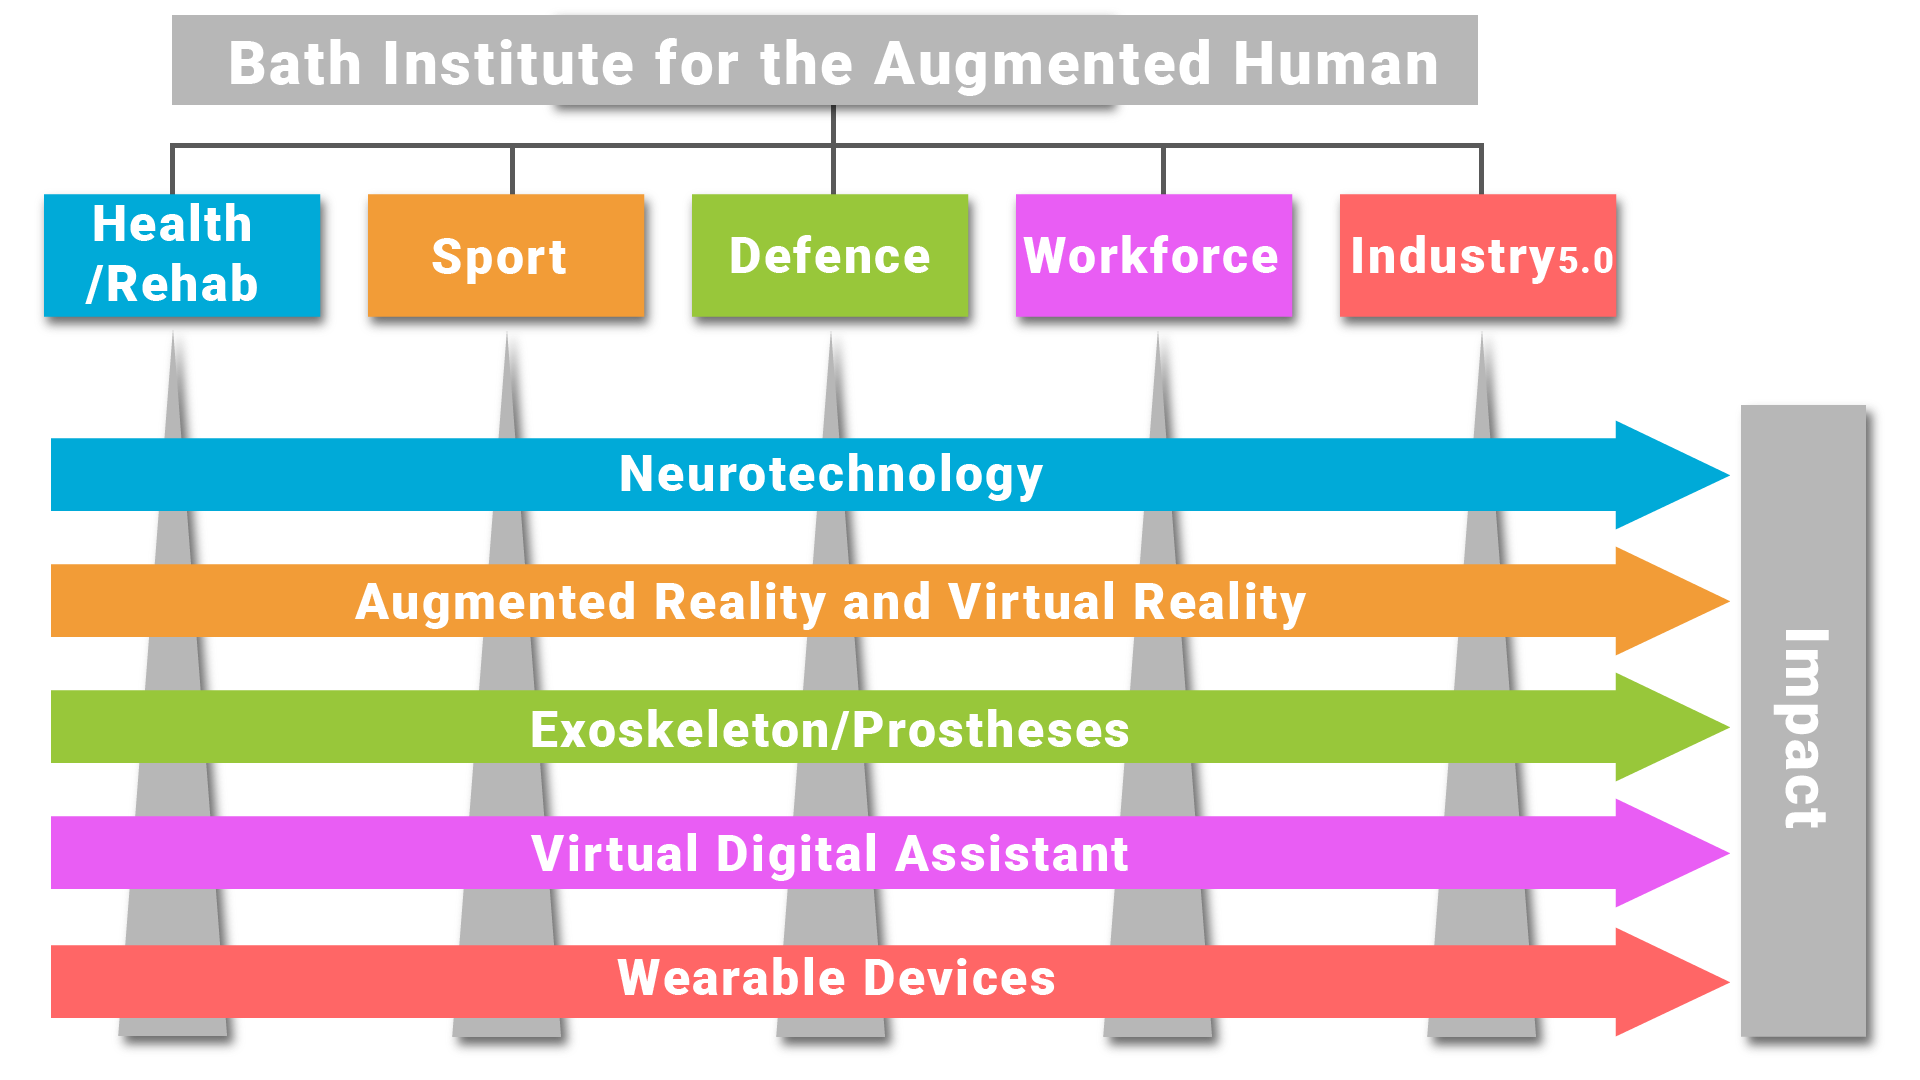 Bath Institute for the Augmented Human
Health
/Rehab
Sport
Defence
Workforce
Industry5.0
Neurotechnology
Augmented Reality and Virtual Reality
Exoskeleton/Prostheses
Virtual Digital Assistant
Wearable Devices
Impact